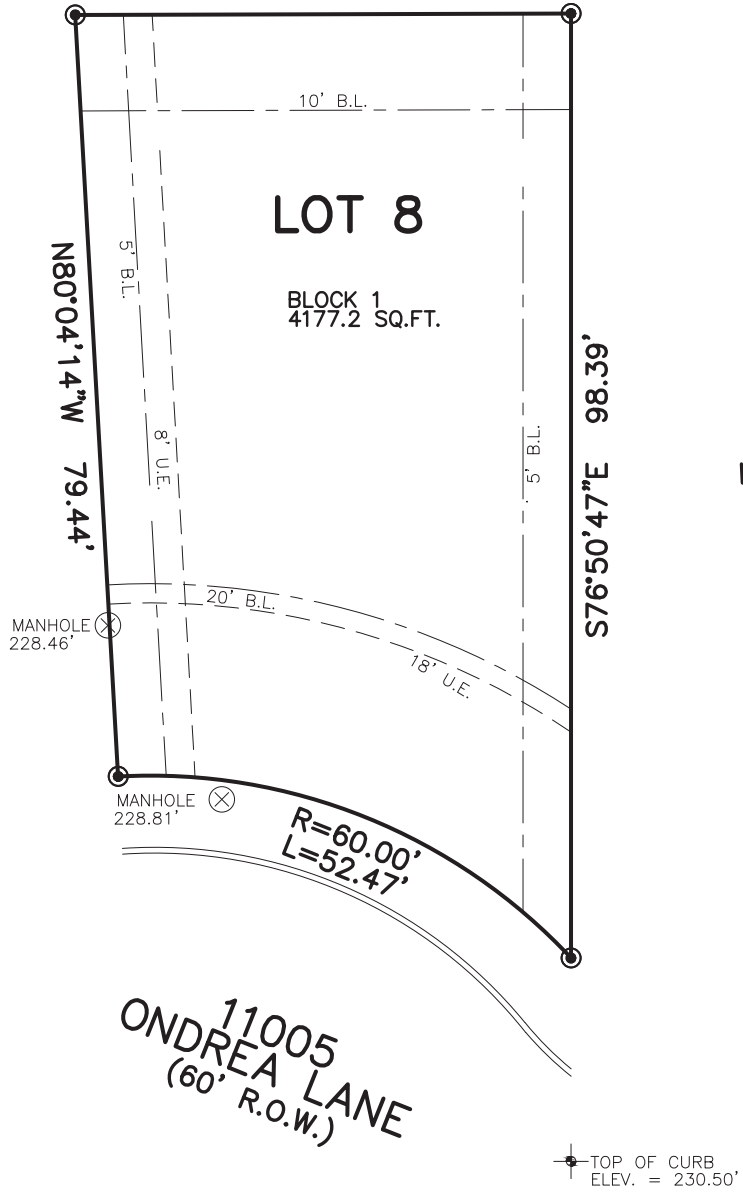 10' B.L.
LOT 8
5' B.L.
N80°04'14"W 79.44'
BLOCK 1
4177.2 SQ.FT.
S76°50'47"E 98.39'
8' U.E.
5' B.L.
20' B.L.
MANHOLE
228.46'
18' U.E.
MANHOLE
228.81'
R=60.00'
L=52.47'
11005
ONDREA LANE
(60' R.O.W.)
TOP OF CURB
ELEV. = 230.50'